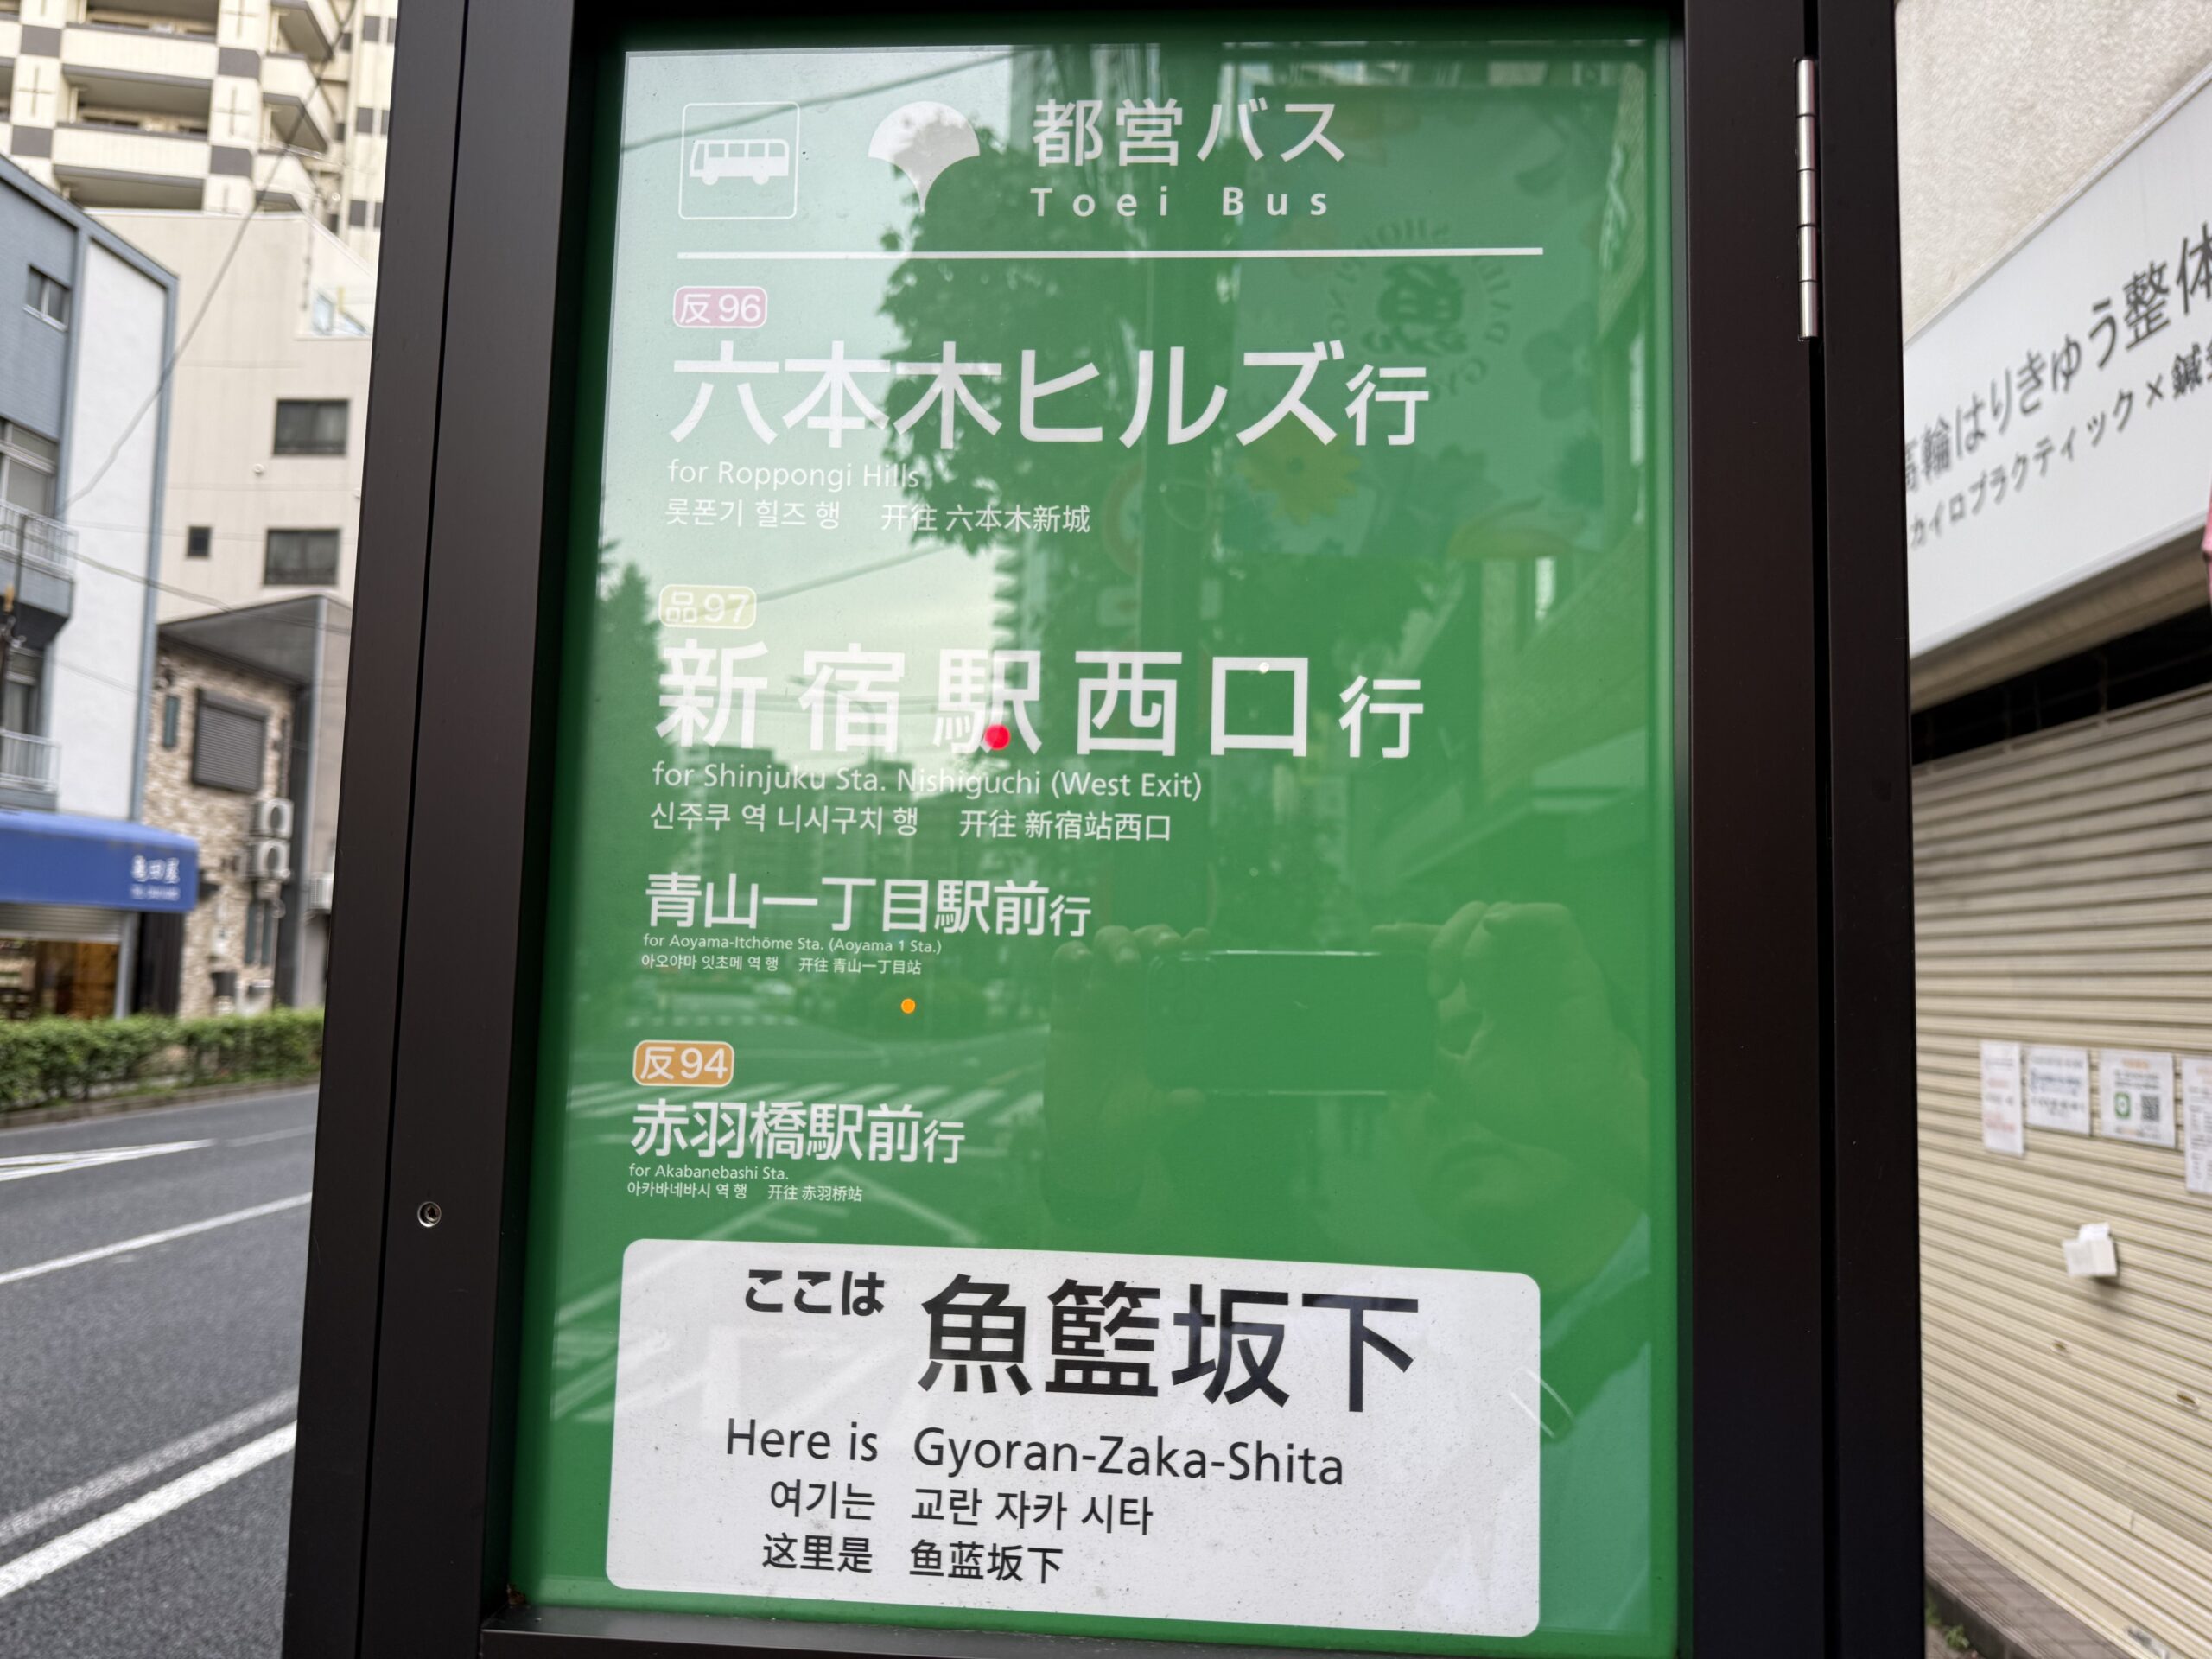 都営バス
Toei Bus
反96
六本木ヒルズ行
for Roppongi Hills
롯폰기 힐즈 행 开往 六本木新城
品97
新宿駅西口行
for Shinjuku Sta. Nishiguchi (West Exit)
신주쿠 역 니시구치 행 开往 新宿站西口
青山一丁目駅前行
for Aoyama-Itchōme Sta. (Aoyama 1 Sta.)
아오야마 잇초메 역 행 开往 青山一丁目站
反94
赤羽橋駅前行
for Akabanebashi Sta.
아카바네바시 역 행 开往 赤羽桥站
ここは 魚籃坂下
Here is Gyoran-Zaka-Shita
여기는 교란 자카 시타
这里是 鱼蓝坂下
高輪はりきゅう整体
カイロプラクティック×鍼
亀田屋